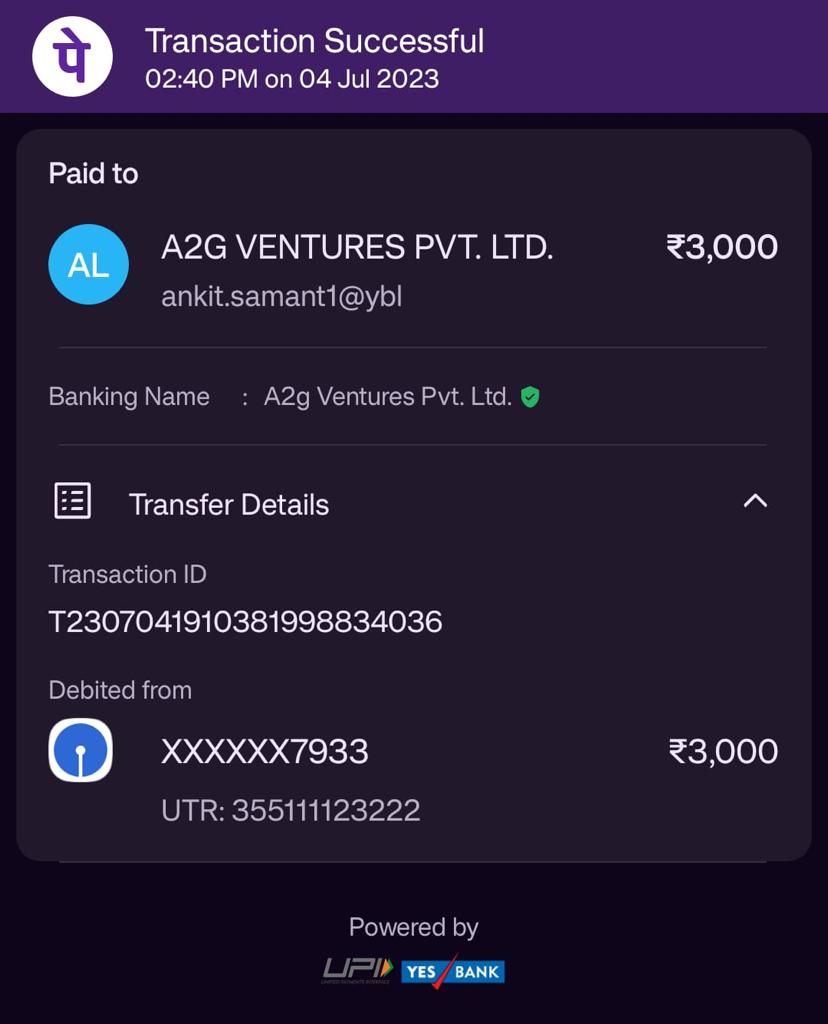 पे
Transaction Successful
02:40 PM on 04 Jul 2023
Paid to
AL
A2G VENTURES PVT. LTD.
₹3,000
ankit.samant1@ybl
Banking Name : A2g Ventures Pvt. Ltd.
Transfer Details
Transaction ID
T2307041910381998834036
Debited from
XXXXXX7933
₹3,000
UTR: 355111123222
Powered by
UPI
UNIFIED PAYMENTS INTERFACE
YES BANK